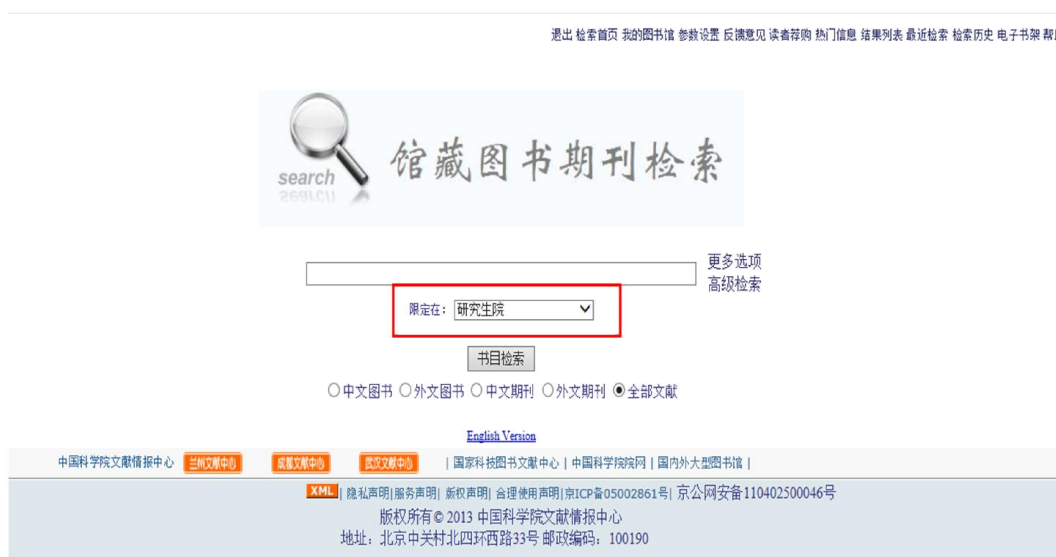 退出 检索首页 我的图书馆 参数设置 反馈意见 读者荐购 热门信息 结果列表 最近检索 检索历史 电子书架
search
馆藏图书期刊检索
更多选项
高级检索
限定在： 研究生院
书目检索
中文图书 外文图书 中文期刊 外文期刊 全部文献
English Version
中国科学院文献情报中心 兰州文献中心 成都文献中心 武汉文献中心 | 国家科技图书文献中心 | 中国科学院院网 | 国内外大型图书馆 |
XML | 隐私声明|服务声明| 版权声明| 合理使用声明|京ICP备05002861号| 京公网安备110402500046号
版权所有© 2013 中国科学院文献情报中心
地址：北京中关村北四环西路33号 邮政编码：100190